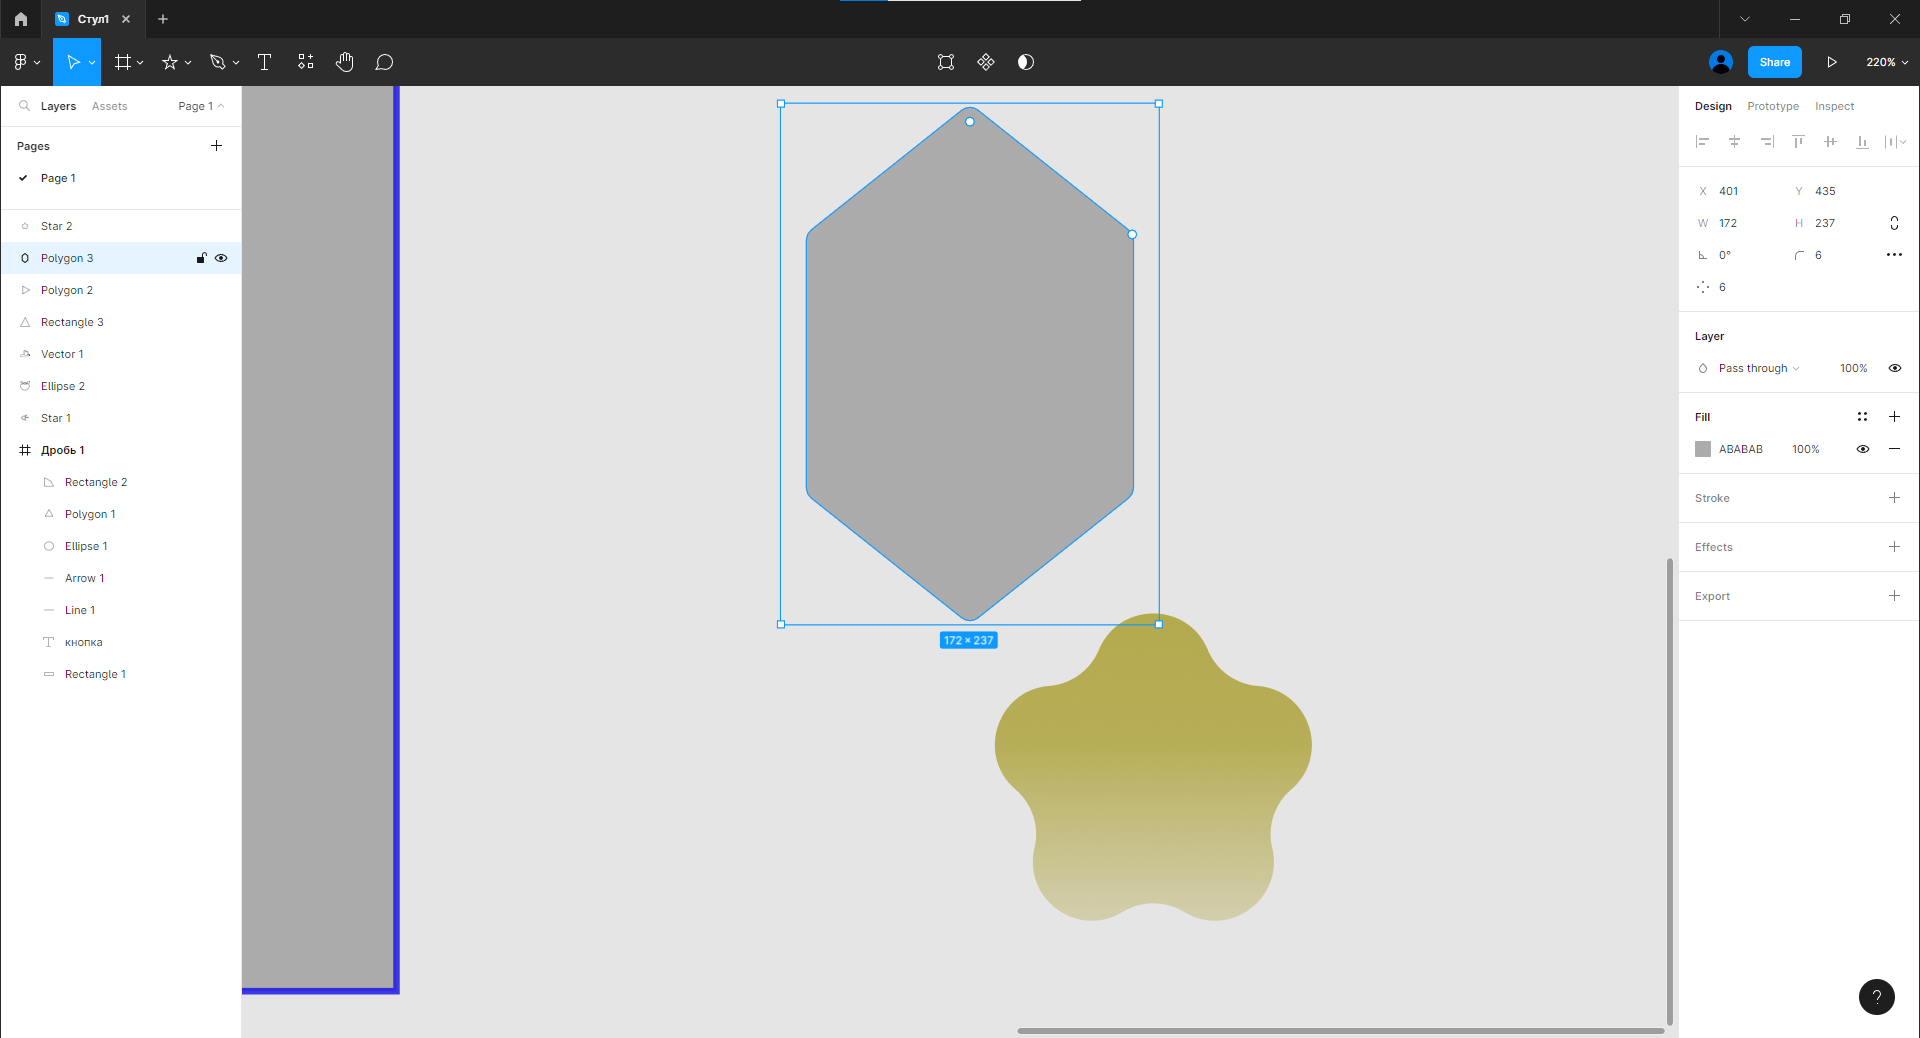 Стул1
Share
220%
Layers
Assets
Page 1
Pages
Page 1
Star 2
Polygon 3
Polygon 2
Rectangle 3
Vector 1
Ellipse 2
Star 1
Дробь 1
Rectangle 2
Polygon 1
Ellipse 1
Arrow 1
Line 1
кнопка
Rectangle 1
172 × 237
Design
Prototype
Inspect
X 401
Y 435
W 172
H 237
0°
6
6
Layer
Pass through
100%
Fill
ABABAB
100%
Stroke
Effects
Export
?